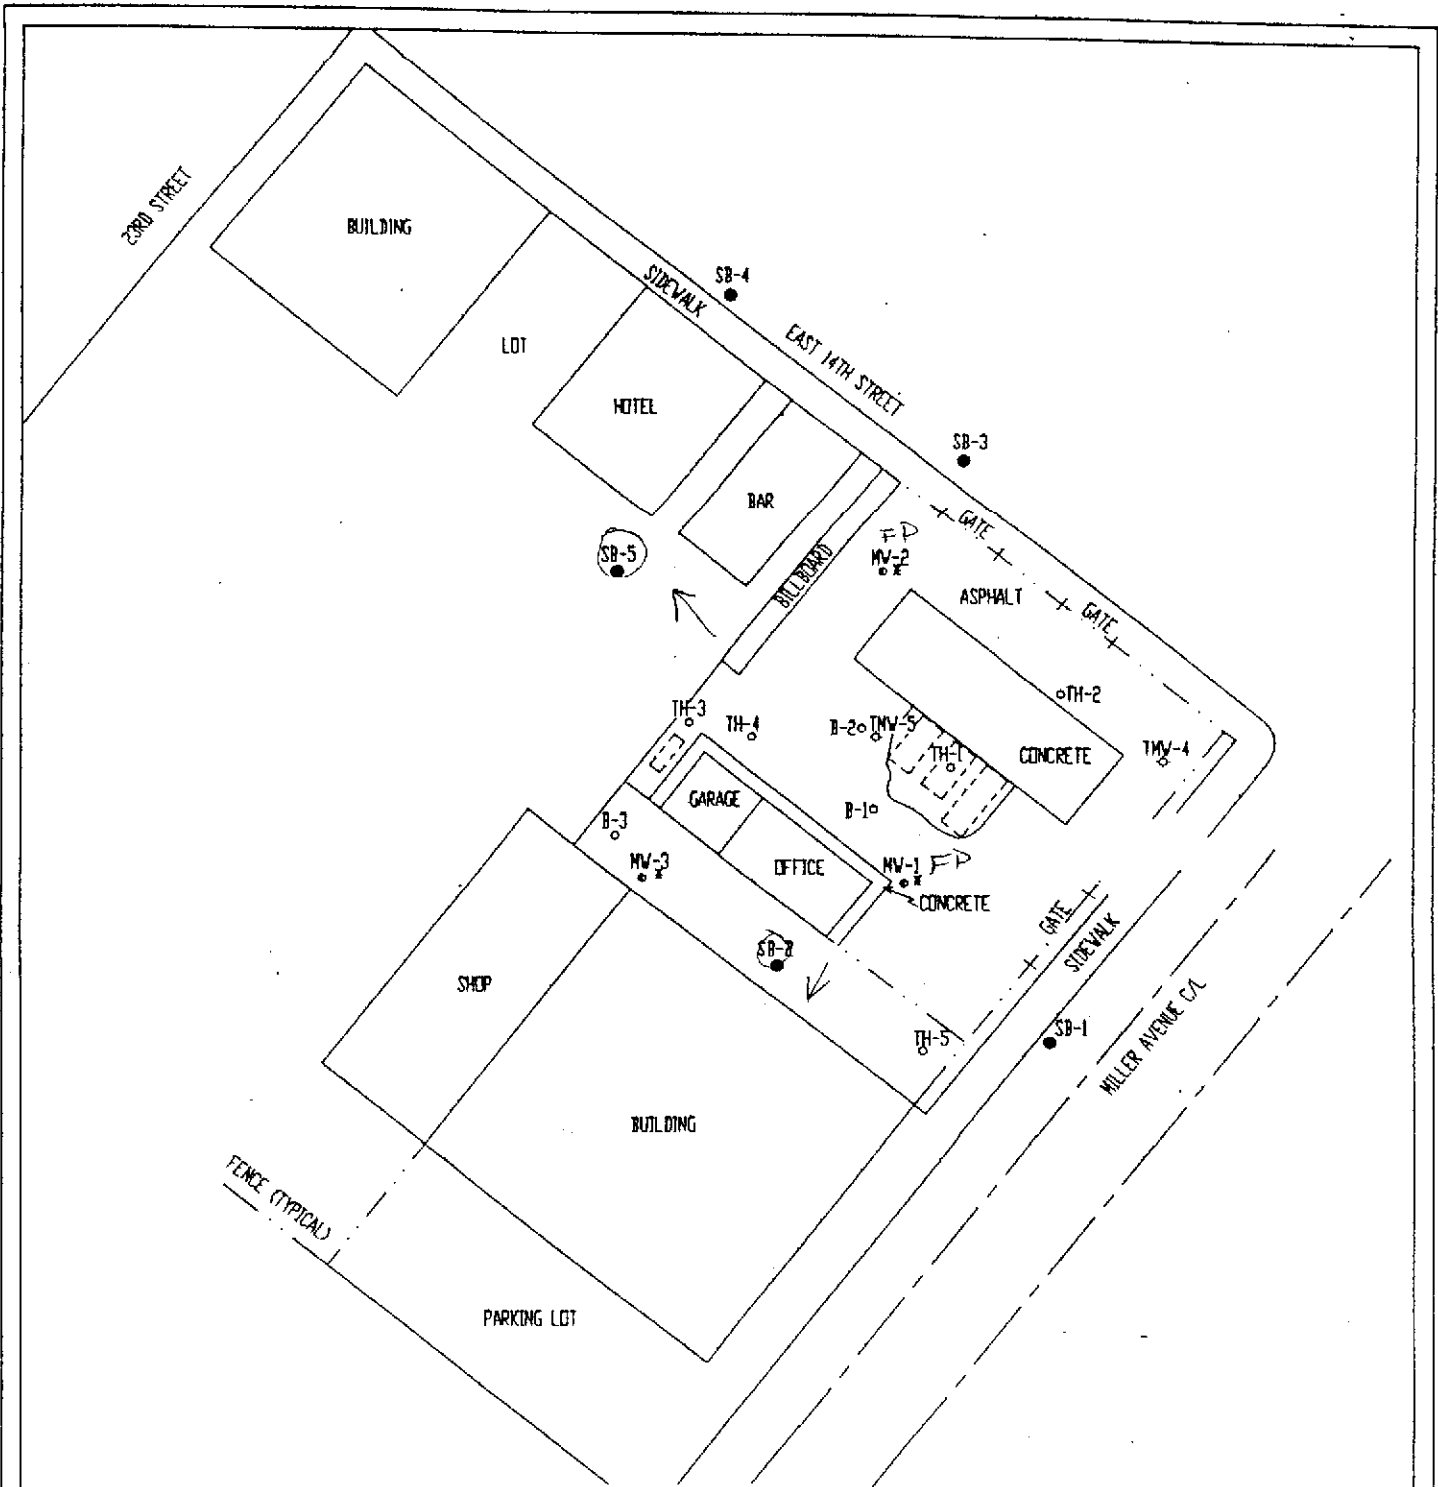 23RD STREET
BUILDING
SIDEWALK
SB-4
LOT
EAST 14TH STREET
HOTEL
SB-3
BAR
GATE
FP
SB-5
MW-2
BILLBOARD
ASPHALT
GATE
TH-2
TH-3
TH-4
B-2
TMW-5
TH-1
CONCRETE
TMW-4
GARAGE
B-1
B-3
MW-3
OFFICE
MW-1
FP
CONCRETE
GATE
SIDEWALK
SHOP
TH-5
SB-1
MILLER AVENUE C/L
BUILDING
FENCE (TYPICAL)
PARKING LOT